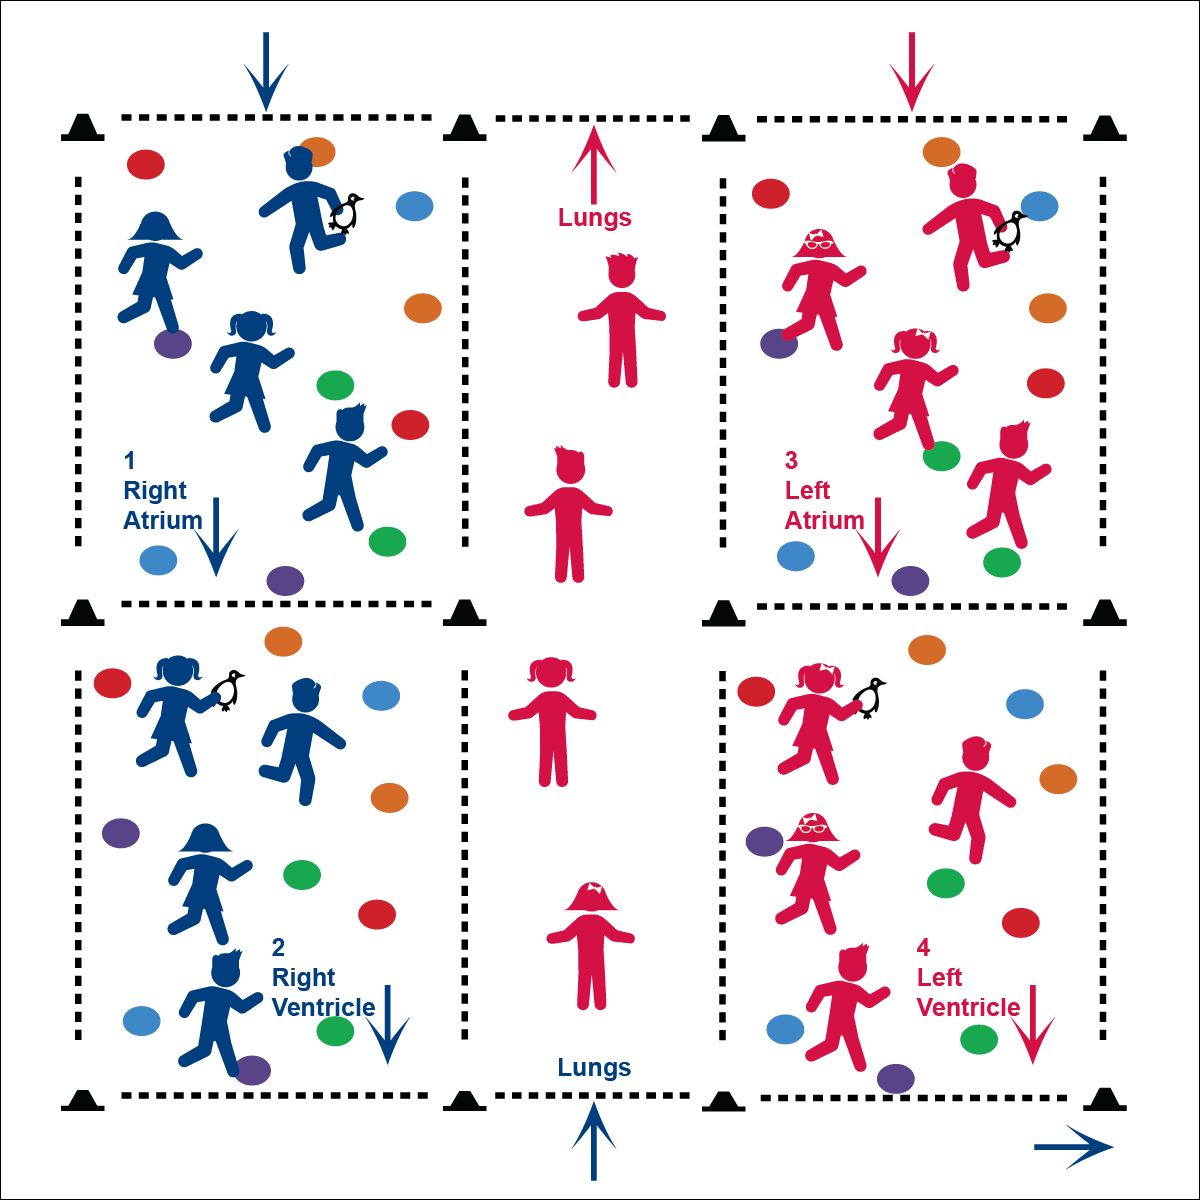 Lungs
1
Right
Atrium
3
Left
Atrium
2
Right
Ventricle
4
Left
Ventricle
Lungs